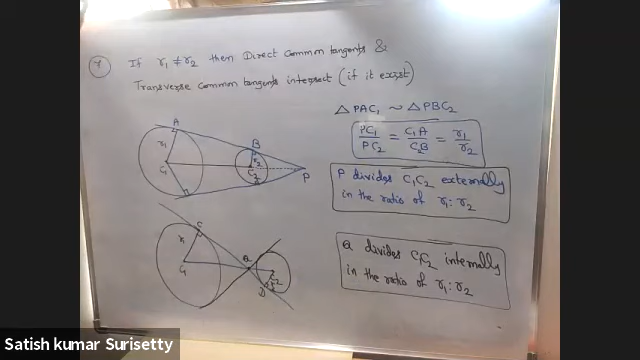 7 If r₁ ≠ r₂ then Direct common tangents &
Transverse common tangents intersect (if it exist)
△PAC₁ ~ △PBC₂
PC₁/PC₂ = C₁A/C₂B = r₁/r₂
P divides C₁C₂ externally
in the ratio of r₁:r₂
A
B
r₁
r₂
C₁
C₂
P
Q divides C₁C₂ internally
in the ratio of r₁:r₂
C
r₁
C₁
Q
C₂
r₂
D
Satish kumar Surisetty